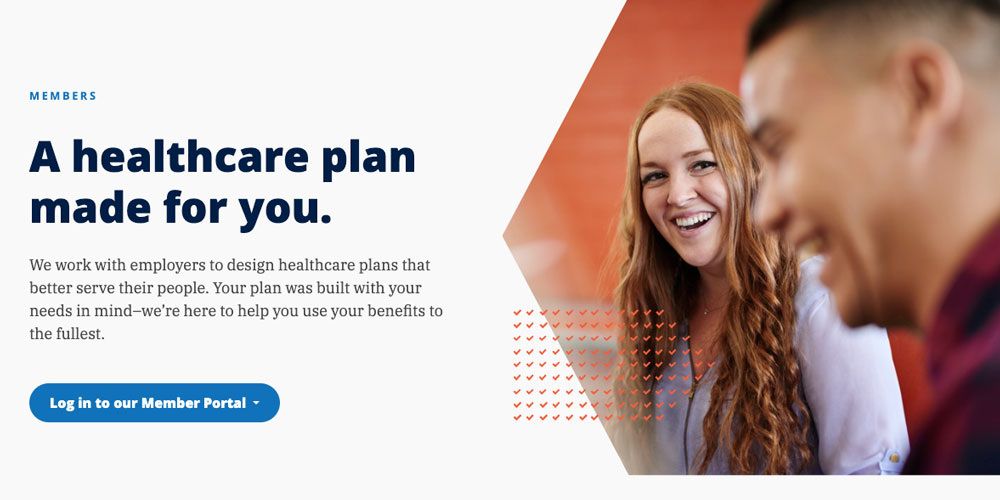 MEMBERS
A healthcare plan
made for you.
We work with employers to design healthcare plans that
better serve their people. Your plan was built with your
needs in mind–we’re here to help you use your benefits to
the fullest.
Log in to our Member Portal